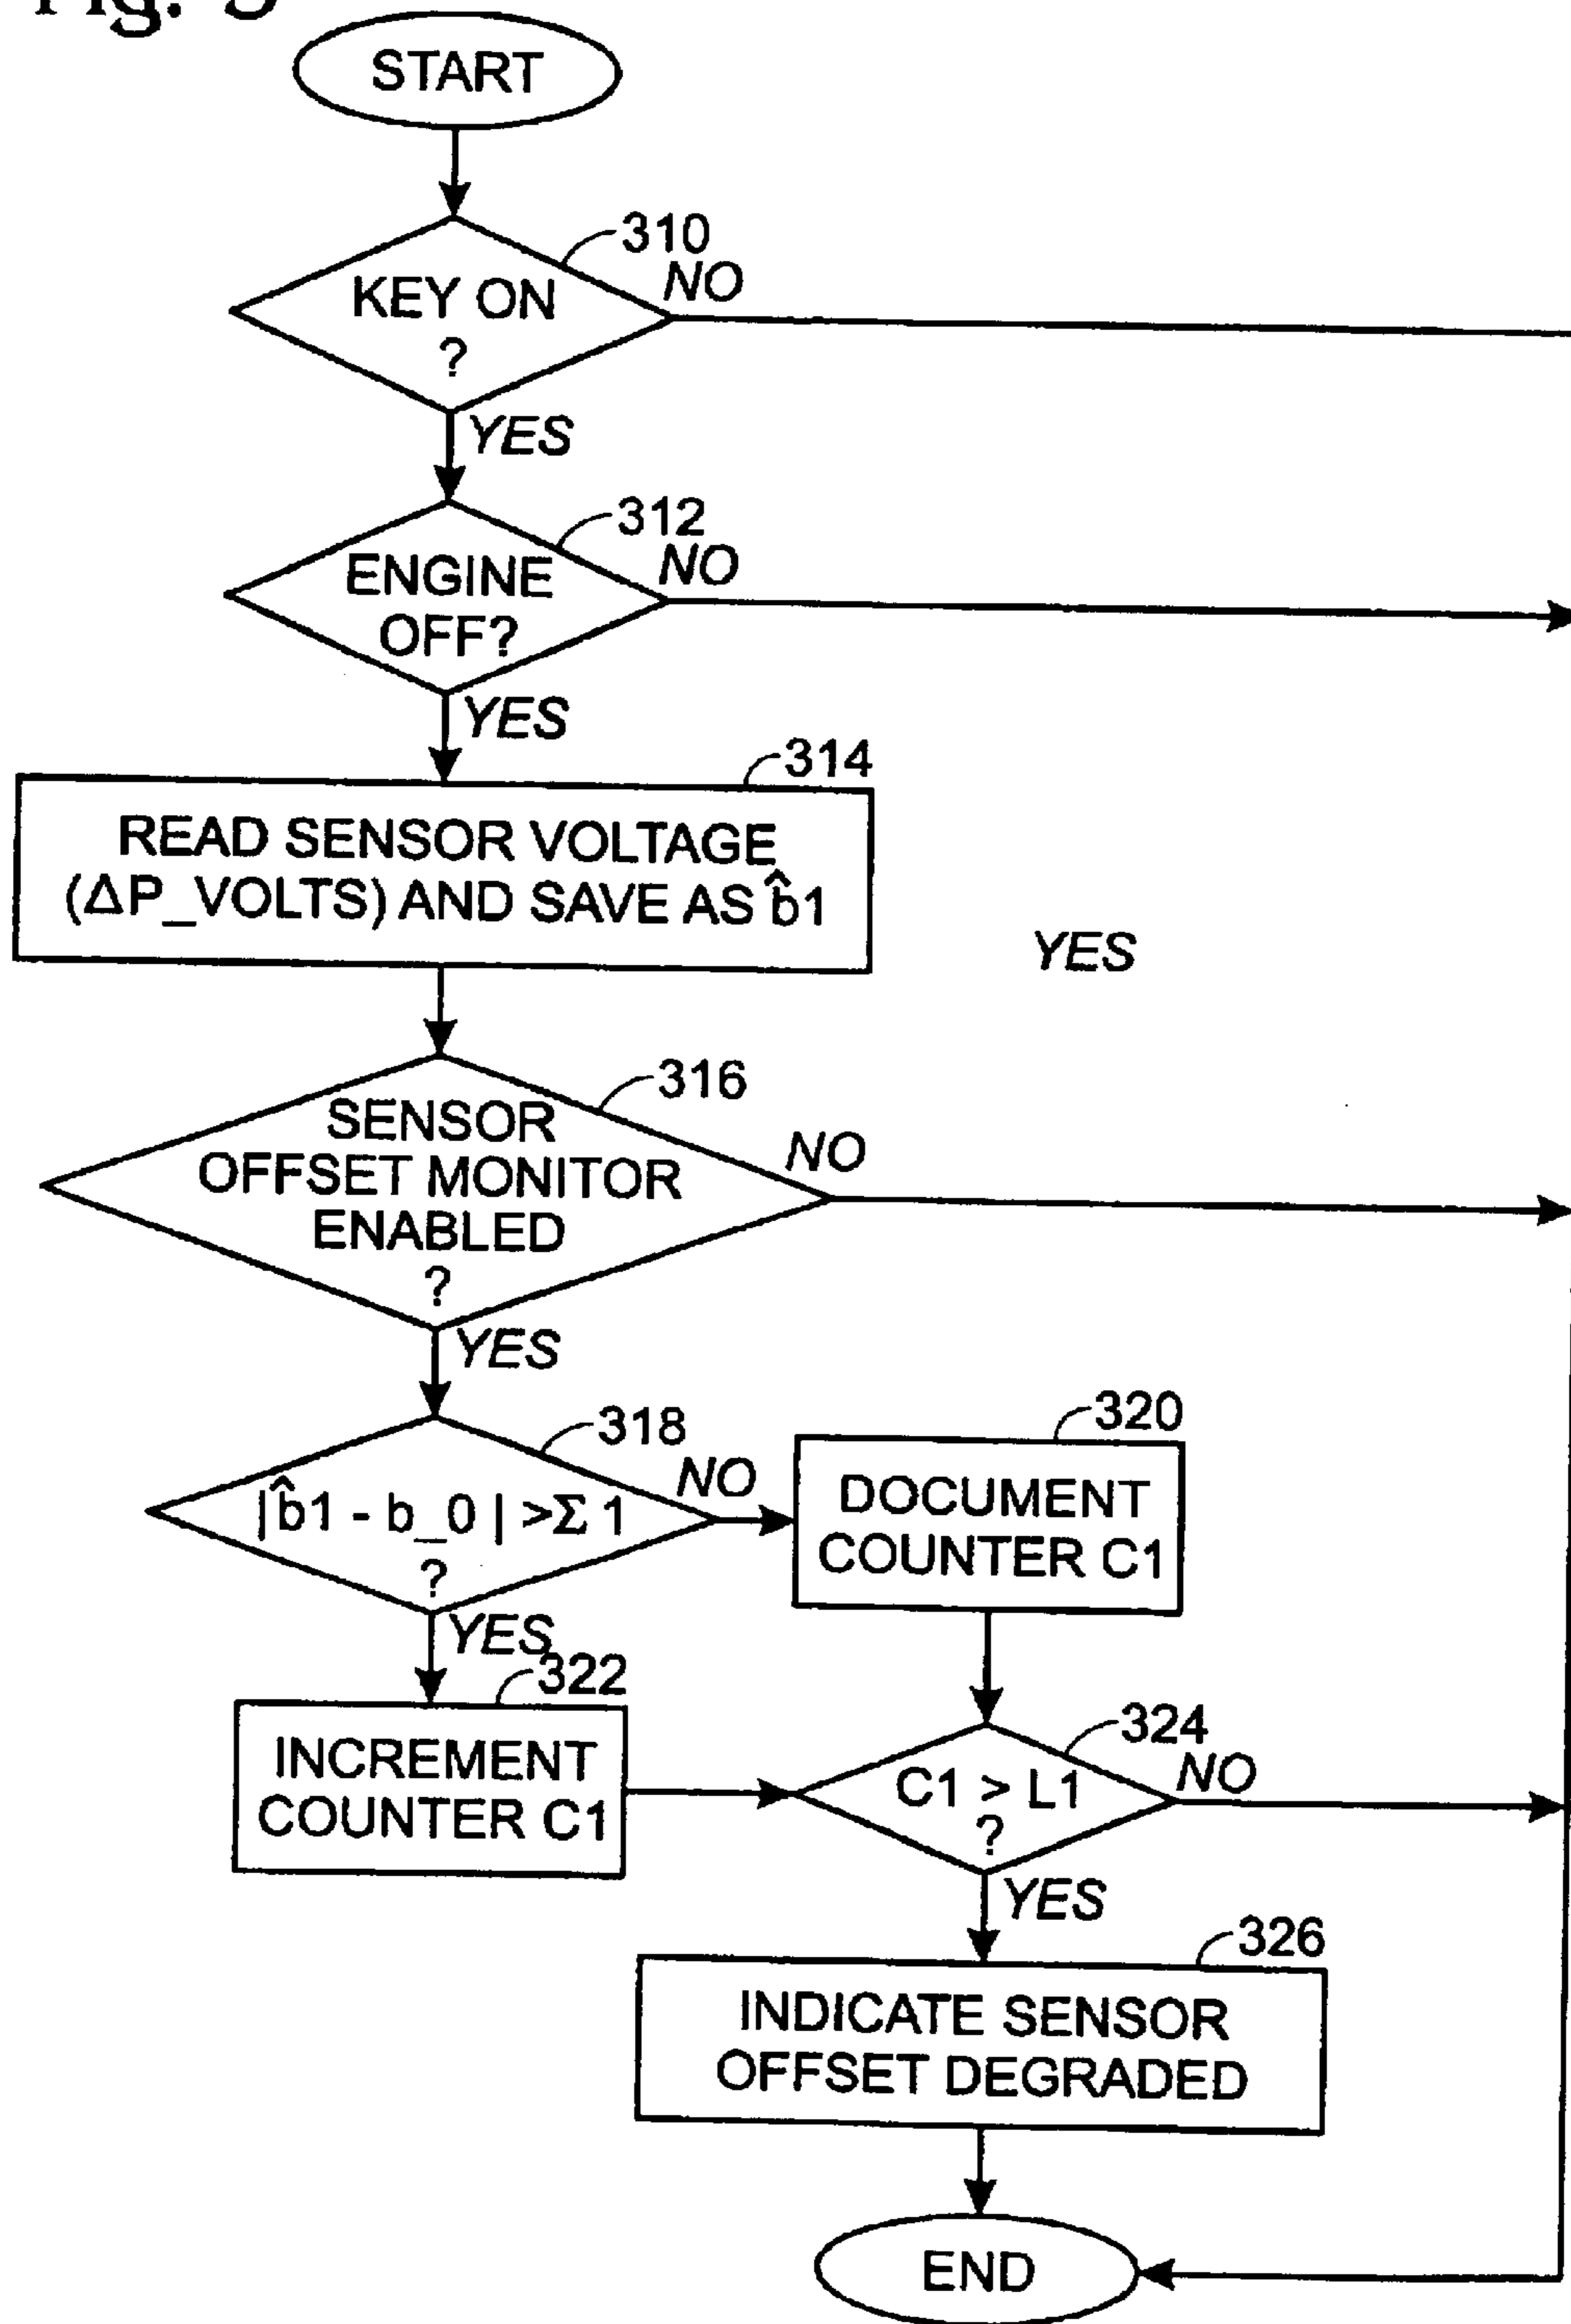 Fig. 3
START
310
NO
KEY ON
?
YES
312
NO
ENGINE
OFF?
YES
314
READ SENSOR VOLTAGE
(ΔP_VOLTS) AND SAVE AS b̂1
YES
316
SENSOR
OFFSET MONITOR
ENABLED
?
NO
YES
318
|b̂1 - b_0 | >Σ 1
?
NO
320
DOCUMENT
COUNTER C1
YES
322
INCREMENT
COUNTER C1
324
C1 > L1
?
NO
YES
326
INDICATE SENSOR
OFFSET DEGRADED
END